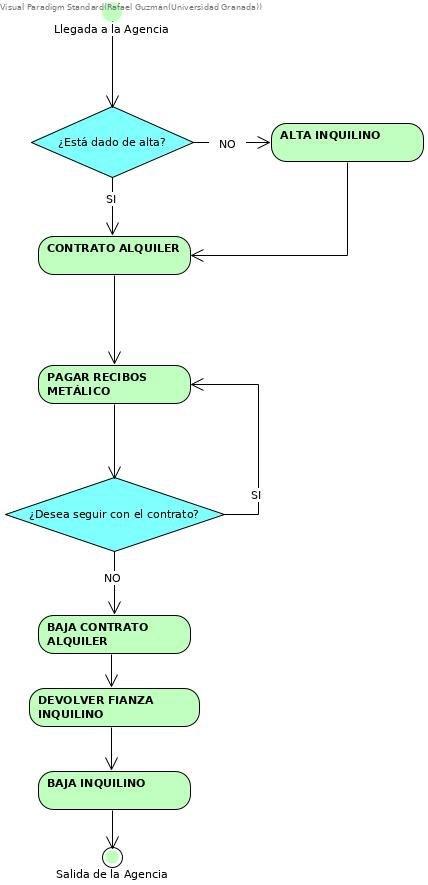 Visual Paradigm Standard(Rafael Guzmán(Universidad Granada))
Llegada a la Agencia
¿Está dado de alta?
NO
ALTA INQUILINO
SI
CONTRATO ALQUILER
PAGAR RECIBOS
METÁLICO
SI
¿Desea seguir con el contrato?
NO
BAJA CONTRATO
ALQUILER
DEVOLVER FIANZA
INQUILINO
BAJA INQUILINO
Salida de la Agencia